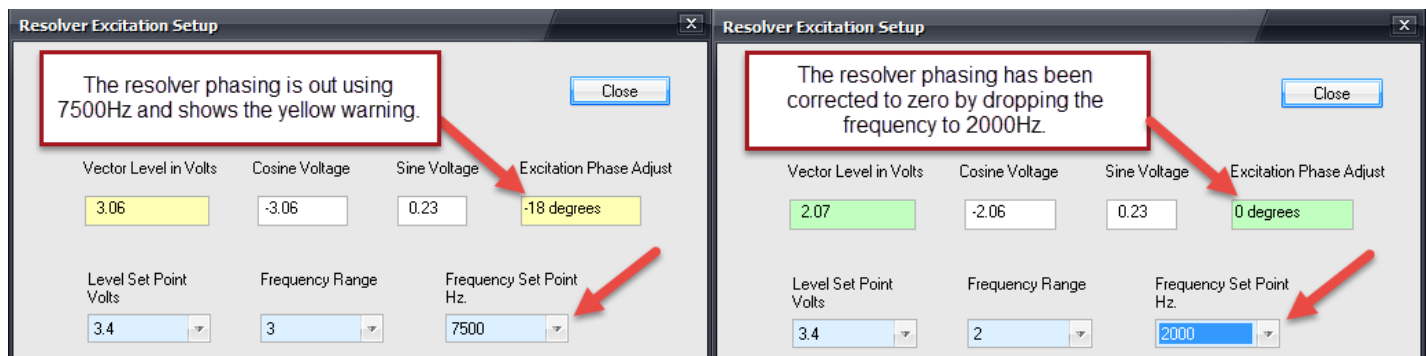 Resolver Excitation Setup
X
The resolver phasing is out using
7500Hz and shows the yellow warning.
Close
Vector Level in Volts
Cosine Voltage
Sine Voltage
Excitation Phase Adjust
3.06
-3.06
0.23
-18 degrees
Level Set Point
Volts
Frequency Range
Frequency Set Point
Hz.
3.4
3
7500
Resolver Excitation Setup
X
The resolver phasing has been
corrected to zero by dropping the
frequency to 2000Hz.
Close
Vector Level in Volts
Cosine Voltage
Sine Voltage
Excitation Phase Adjust
2.07
-2.06
0.23
0 degrees
Level Set Point
Volts
Frequency Range
Frequency Set Point
Hz.
3.4
2
2000